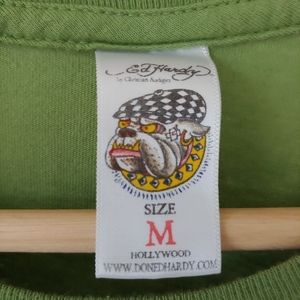 Ed Hardy
by Christian Audigier
SIZE
M
HOLLYWOOD
WWW.DONEDHARDY.COM